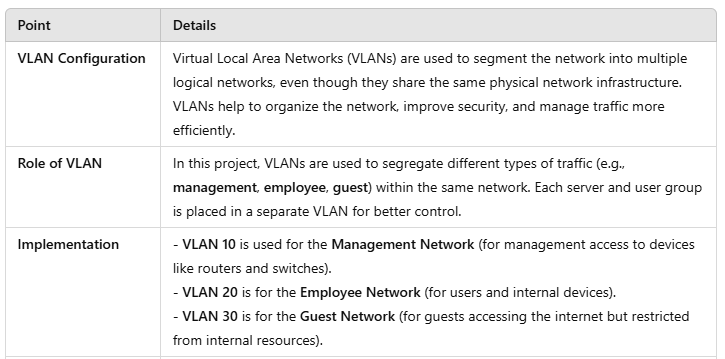 Point Details
VLAN Configuration Virtual Local Area Networks (VLANs) are used to segment the network into multiple
logical networks, even though they share the same physical network infrastructure.
VLANs help to organize the network, improve security, and manage traffic more
efficiently.
Role of VLAN In this project, VLANs are used to segregate different types of traffic (e.g.,
management, employee, guest) within the same network. Each server and user group
is placed in a separate VLAN for better control.
Implementation - VLAN 10 is used for the Management Network (for management access to devices
like routers and switches).
- VLAN 20 is for the Employee Network (for users and internal devices).
- VLAN 30 is for the Guest Network (for guests accessing the internet but restricted
from internal resources).